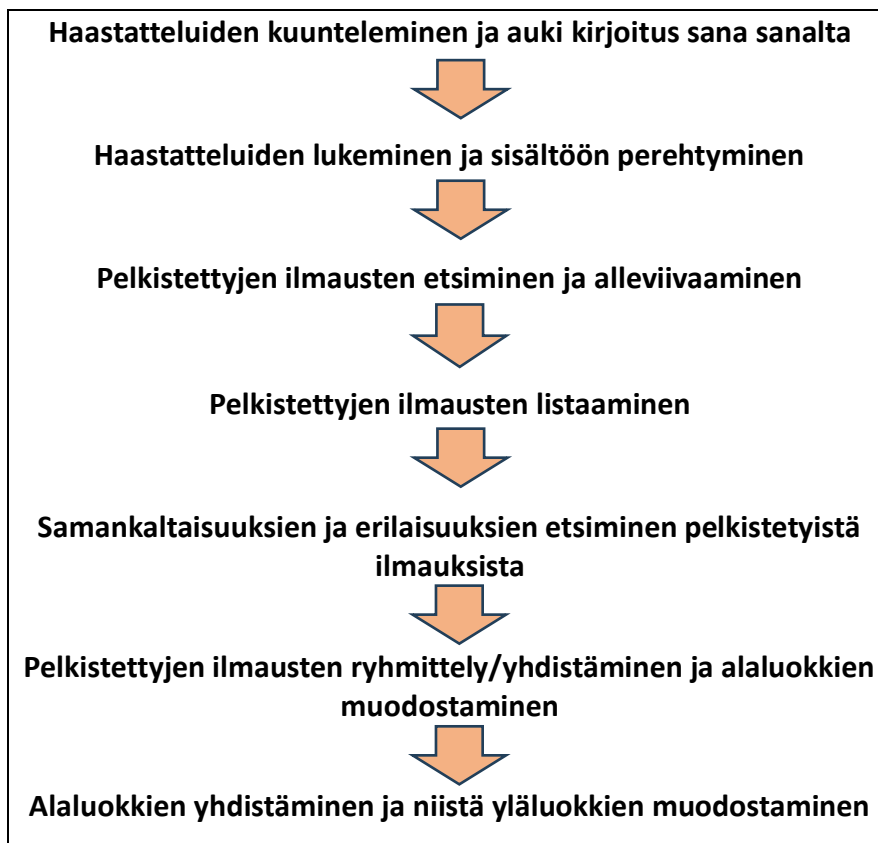 Haastatteluiden kuunteleminen ja auki kirjoitus sana sanalta
Haastatteluiden lukeminen ja sisältöön perehtyminen
Pelkistettyjen ilmausten etsiminen ja alleviivaaminen
Pelkistettyjen ilmausten listaaminen
Samankaltaisuuksien ja erilaisuuksien etsiminen pelkistetyistä
ilmauksista
Pelkistettyjen ilmausten ryhmittely/yhdistäminen ja alaluokkien
muodostaminen
Alaluokkien yhdistäminen ja niistä yläluokkien muodostaminen